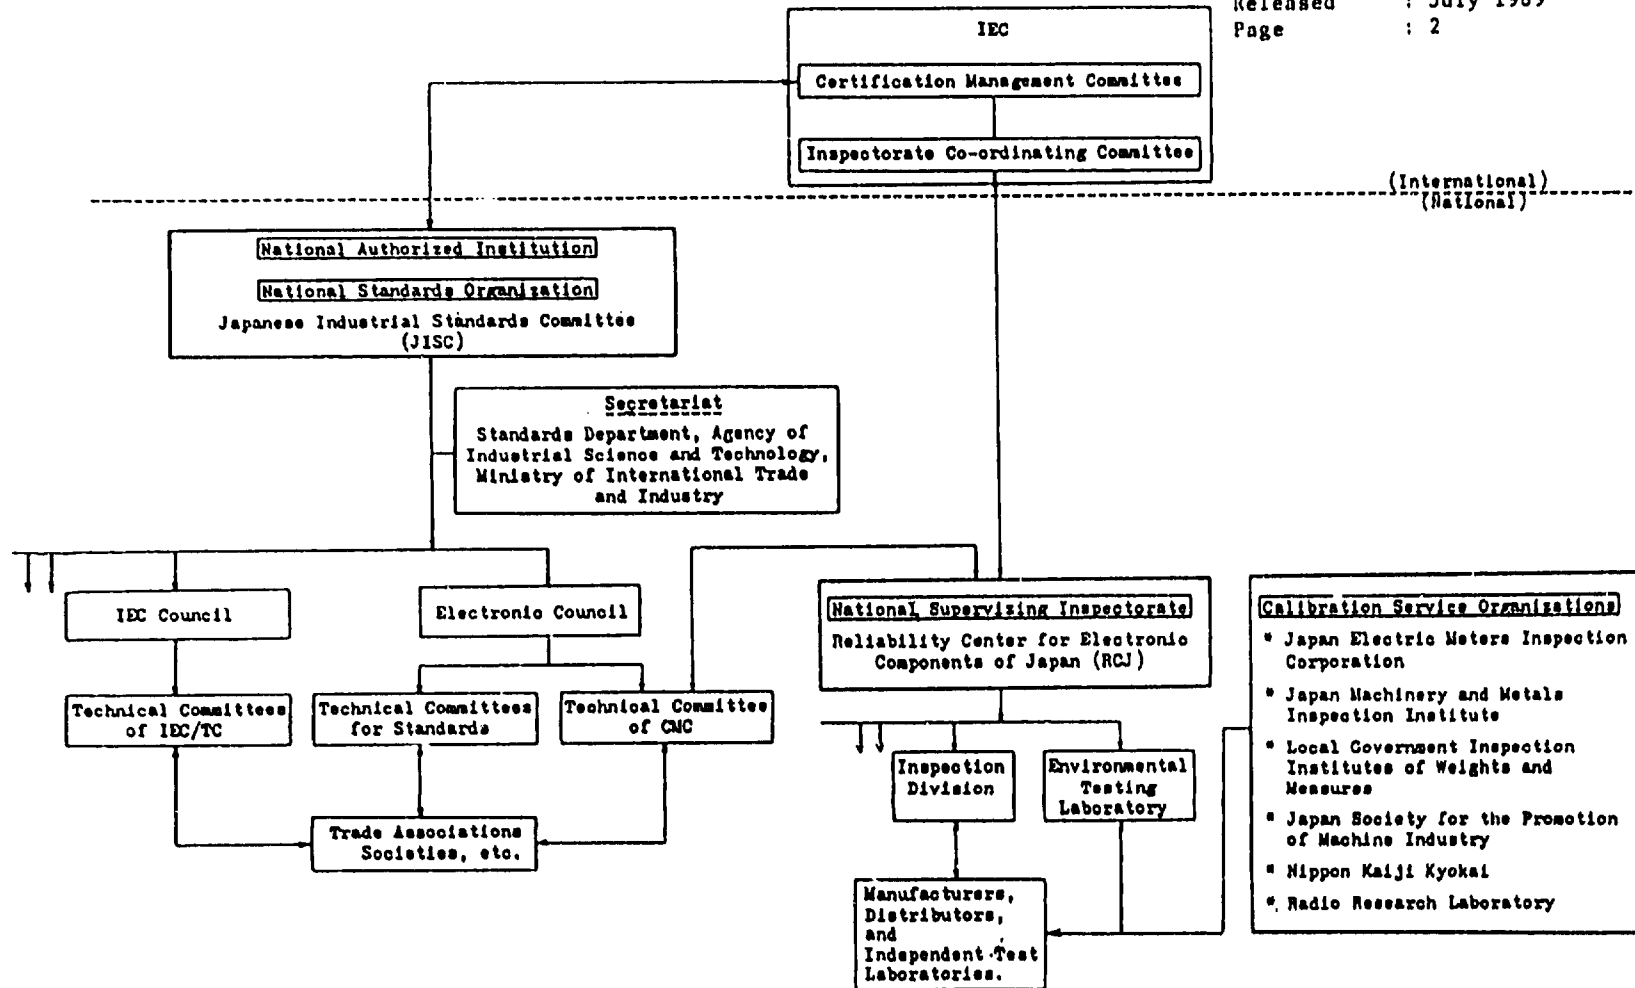 Released : July 1989
Page : 2
IEC
Certification Management Committee
Inspectorate Co-ordinating Committee
(International)
(National)
National Authorized Institution
National Standards Organization
Japanese Industrial Standards Committee
(JISC)
Secretariat
Standards Department, Agency of
Industrial Science and Technology,
Ministry of International Trade
and Industry
IEC Council
Electronic Council
National Supervizing Inspectorate
Reliability Center for Electronic
Components of Japan (RCJ)
Calibration Service Organizations
* Japan Electric Meters Inspection
Corporation
* Japan Machinery and Metals
Inspection Institute
* Local Government Inspection
Institutes of Weights and
Measures
* Japan Society for the Promotion
of Machine Industry
* Nippon Kaiji Kyokai
* Radio Research Laboratory
Technical Committees
of IEC/TC
Technical Committees
for Standards
Technical Committee
of CMC
Inspection
Division
Environmental
Testing
Laboratory
Trade Associations
Societies, etc.
Manufacturers,
Distributors,
and
Independent Test
Laboratories.